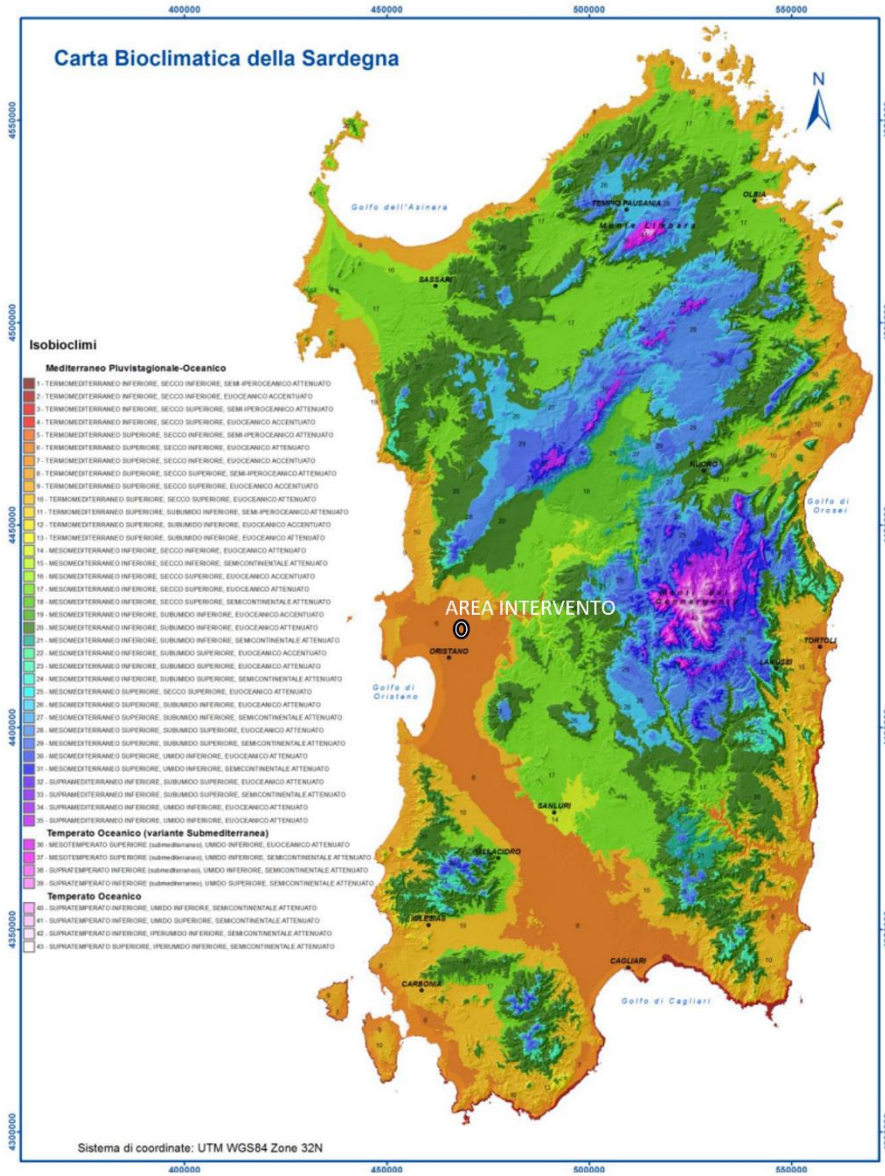 400000 450000 500000 550000
Carta Bioclimatica della Sardegna
N
4550000
Golfo dell'Asinara
TEMPIO PAUSANIA
OLBIA
SASSARI
4500000
Isobioclimi
Mediterraneo Pluvistagionale-Oceanico
1 - TERMOMEDITERRANEO INFERIORE, SECCO INFERIORE, SEMI-IPEROCEANICO ATTENUATO
2 - TERMOMEDITERRANEO INFERIORE, SECCO INFERIORE, EUOCEANICO ACCENTUATO
3 - TERMOMEDITERRANEO INFERIORE, SECCO SUPERIORE, SEMI-IPEROCEANICO ATTENUATO
4 - TERMOMEDITERRANEO INFERIORE, SECCO SUPERIORE, EUOCEANICO ACCENTUATO
5 - TERMOMEDITERRANEO SUPERIORE, SECCO INFERIORE, SEMI-IPEROCEANICO ATTENUATO
6 - TERMOMEDITERRANEO SUPERIORE, SECCO INFERIORE, EUOCEANICO ATTENUATO
7 - TERMOMEDITERRANEO SUPERIORE, SECCO INFERIORE, EUOCEANICO ACCENTUATO
8 - TERMOMEDITERRANEO SUPERIORE, SECCO SUPERIORE, SEMI-IPEROCEANICO ATTENUATO
9 - TERMOMEDITERRANEO SUPERIORE, SECCO SUPERIORE, EUOCEANICO ACCENTUATO
10 - TERMOMEDITERRANEO SUPERIORE, SECCO SUPERIORE, EUOCEANICO ATTENUATO
11 - TERMOMEDITERRANEO SUPERIORE, SUBUMIDO INFERIORE, SEMI-IPEROCEANICO ATTENUATO
12 - TERMOMEDITERRANEO SUPERIORE, SUBUMIDO INFERIORE, EUOCEANICO ACCENTUATO
13 - TERMOMEDITERRANEO SUPERIORE, SUBUMIDO INFERIORE, EUOCEANICO ATTENUATO
14 - MESOMEDITERRANEO INFERIORE, SECCO INFERIORE, EUOCEANICO ATTENUATO
15 - MESOMEDITERRANEO INFERIORE, SECCO INFERIORE, SEMICONTINENTALE ATTENUATO
16 - MESOMEDITERRANEO INFERIORE, SECCO SUPERIORE, EUOCEANICO ACCENTUATO
17 - MESOMEDITERRANEO INFERIORE, SECCO SUPERIORE, EUOCEANICO ATTENUATO
18 - MESOMEDITERRANEO INFERIORE, SECCO SUPERIORE, SEMICONTINENTALE ATTENUATO
19 - MESOMEDITERRANEO INFERIORE, SUBUMIDO INFERIORE, EUOCEANICO ACCENTUATO
20 - MESOMEDITERRANEO INFERIORE, SUBUMIDO INFERIORE, EUOCEANICO ATTENUATO
21 - MESOMEDITERRANEO INFERIORE, SUBUMIDO INFERIORE, SEMICONTINENTALE ATTENUATO
22 - MESOMEDITERRANEO INFERIORE, SUBUMIDO SUPERIORE, EUOCEANICO ACCENTUATO
23 - MESOMEDITERRANEO INFERIORE, SUBUMIDO SUPERIORE, EUOCEANICO ATTENUATO
24 - MESOMEDITERRANEO INFERIORE, SUBUMIDO SUPERIORE, SEMICONTINENTALE ATTENUATO
25 - MESOMEDITERRANEO SUPERIORE, SECCO SUPERIORE, EUOCEANICO ATTENUATO
26 - MESOMEDITERRANEO SUPERIORE, SUBUMIDO INFERIORE, EUOCEANICO ATTENUATO
27 - MESOMEDITERRANEO SUPERIORE, SUBUMIDO INFERIORE, SEMICONTINENTALE ATTENUATO
28 - MESOMEDITERRANEO SUPERIORE, SUBUMIDO SUPERIORE, EUOCEANICO ATTENUATO
29 - MESOMEDITERRANEO SUPERIORE, SUBUMIDO SUPERIORE, SEMICONTINENTALE ATTENUATO
30 - MESOMEDITERRANEO SUPERIORE, UMIDO INFERIORE, EUOCEANICO ATTENUATO
31 - MESOMEDITERRANEO SUPERIORE, UMIDO INFERIORE, SEMICONTINENTALE ATTENUATO
32 - SUPRAMEDITERRANEO INFERIORE, SUBUMIDO SUPERIORE, EUOCEANICO ATTENUATO
33 - SUPRAMEDITERRANEO INFERIORE, SUBUMIDO SUPERIORE, SEMICONTINENTALE ATTENUATO
34 - SUPRAMEDITERRANEO INFERIORE, UMIDO INFERIORE, EUOCEANICO ATTENUATO
35 - SUPRAMEDITERRANEO INFERIORE, UMIDO SUPERIORE, EUOCEANICO ATTENUATO
Temperato Oceanico (variante Submediterranea)
36 - MESOTEMPERATO SUPERIORE (submediterraneo), UMIDO INFERIORE, EUOCEANICO ATTENUATO
37 - MESOTEMPERATO SUPERIORE (submediterraneo), UMIDO INFERIORE, SEMICONTINENTALE ATTENUATO
38 - SUPRATEMPERATO INFERIORE (submediterraneo), UMIDO INFERIORE, SEMICONTINENTALE ATTENUATO
39 - SUPRATEMPERATO INFERIORE (submediterraneo), UMIDO SUPERIORE, SEMICONTINENTALE ATTENUATO
Temperato Oceanico
40 - SUPRATEMPERATO INFERIORE, UMIDO INFERIORE, SEMICONTINENTALE ATTENUATO
41 - SUPRATEMPERATO INFERIORE, UMIDO SUPERIORE, SEMICONTINENTALE ATTENUATO
42 - SUPRATEMPERATO INFERIORE, IPERUMIDO INFERIORE, SEMICONTINENTALE ATTENUATO
43 - SUPRATEMPERATO SUPERIORE, IPERUMIDO INFERIORE, SEMICONTINENTALE ATTENUATO
NUORO
Golfo di
Orosei
4450000
AREA INTERVENTO
ORISTANO
TORTOLI
LANUSEI
Golfo di
Oristano
4400000
SANLURI
VILLACIDRO
IGLESIAS
4350000
CAGLIARI
CARBONIA
Golfo di Cagliari
4300000
Sistema di coordinate: UTM WGS84 Zone 32N
400000 450000 500000 550000